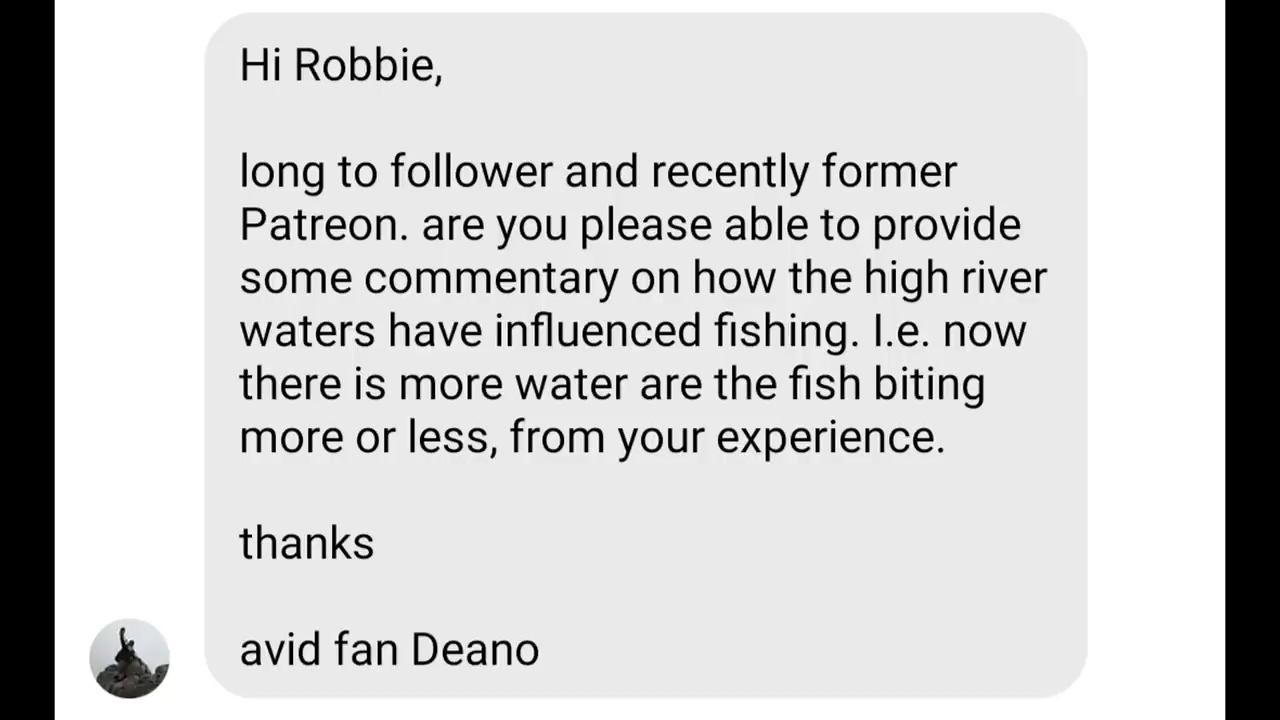 Hi Robbie,
long to follower and recently former
Patreon. are you please able to provide
some commentary on how the high river
waters have influenced fishing. I.e. now
there is more water are the fish biting
more or less, from your experience.
thanks
avid fan Deano